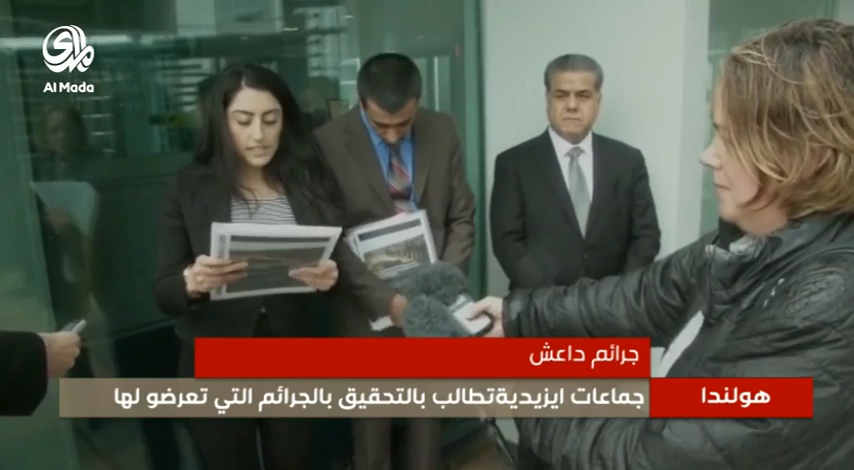 Al Mada
جرائم داعش
هولندا
جماعات ايزيديةتطالب بالتحقيق بالجرائم التي تعرضو لها